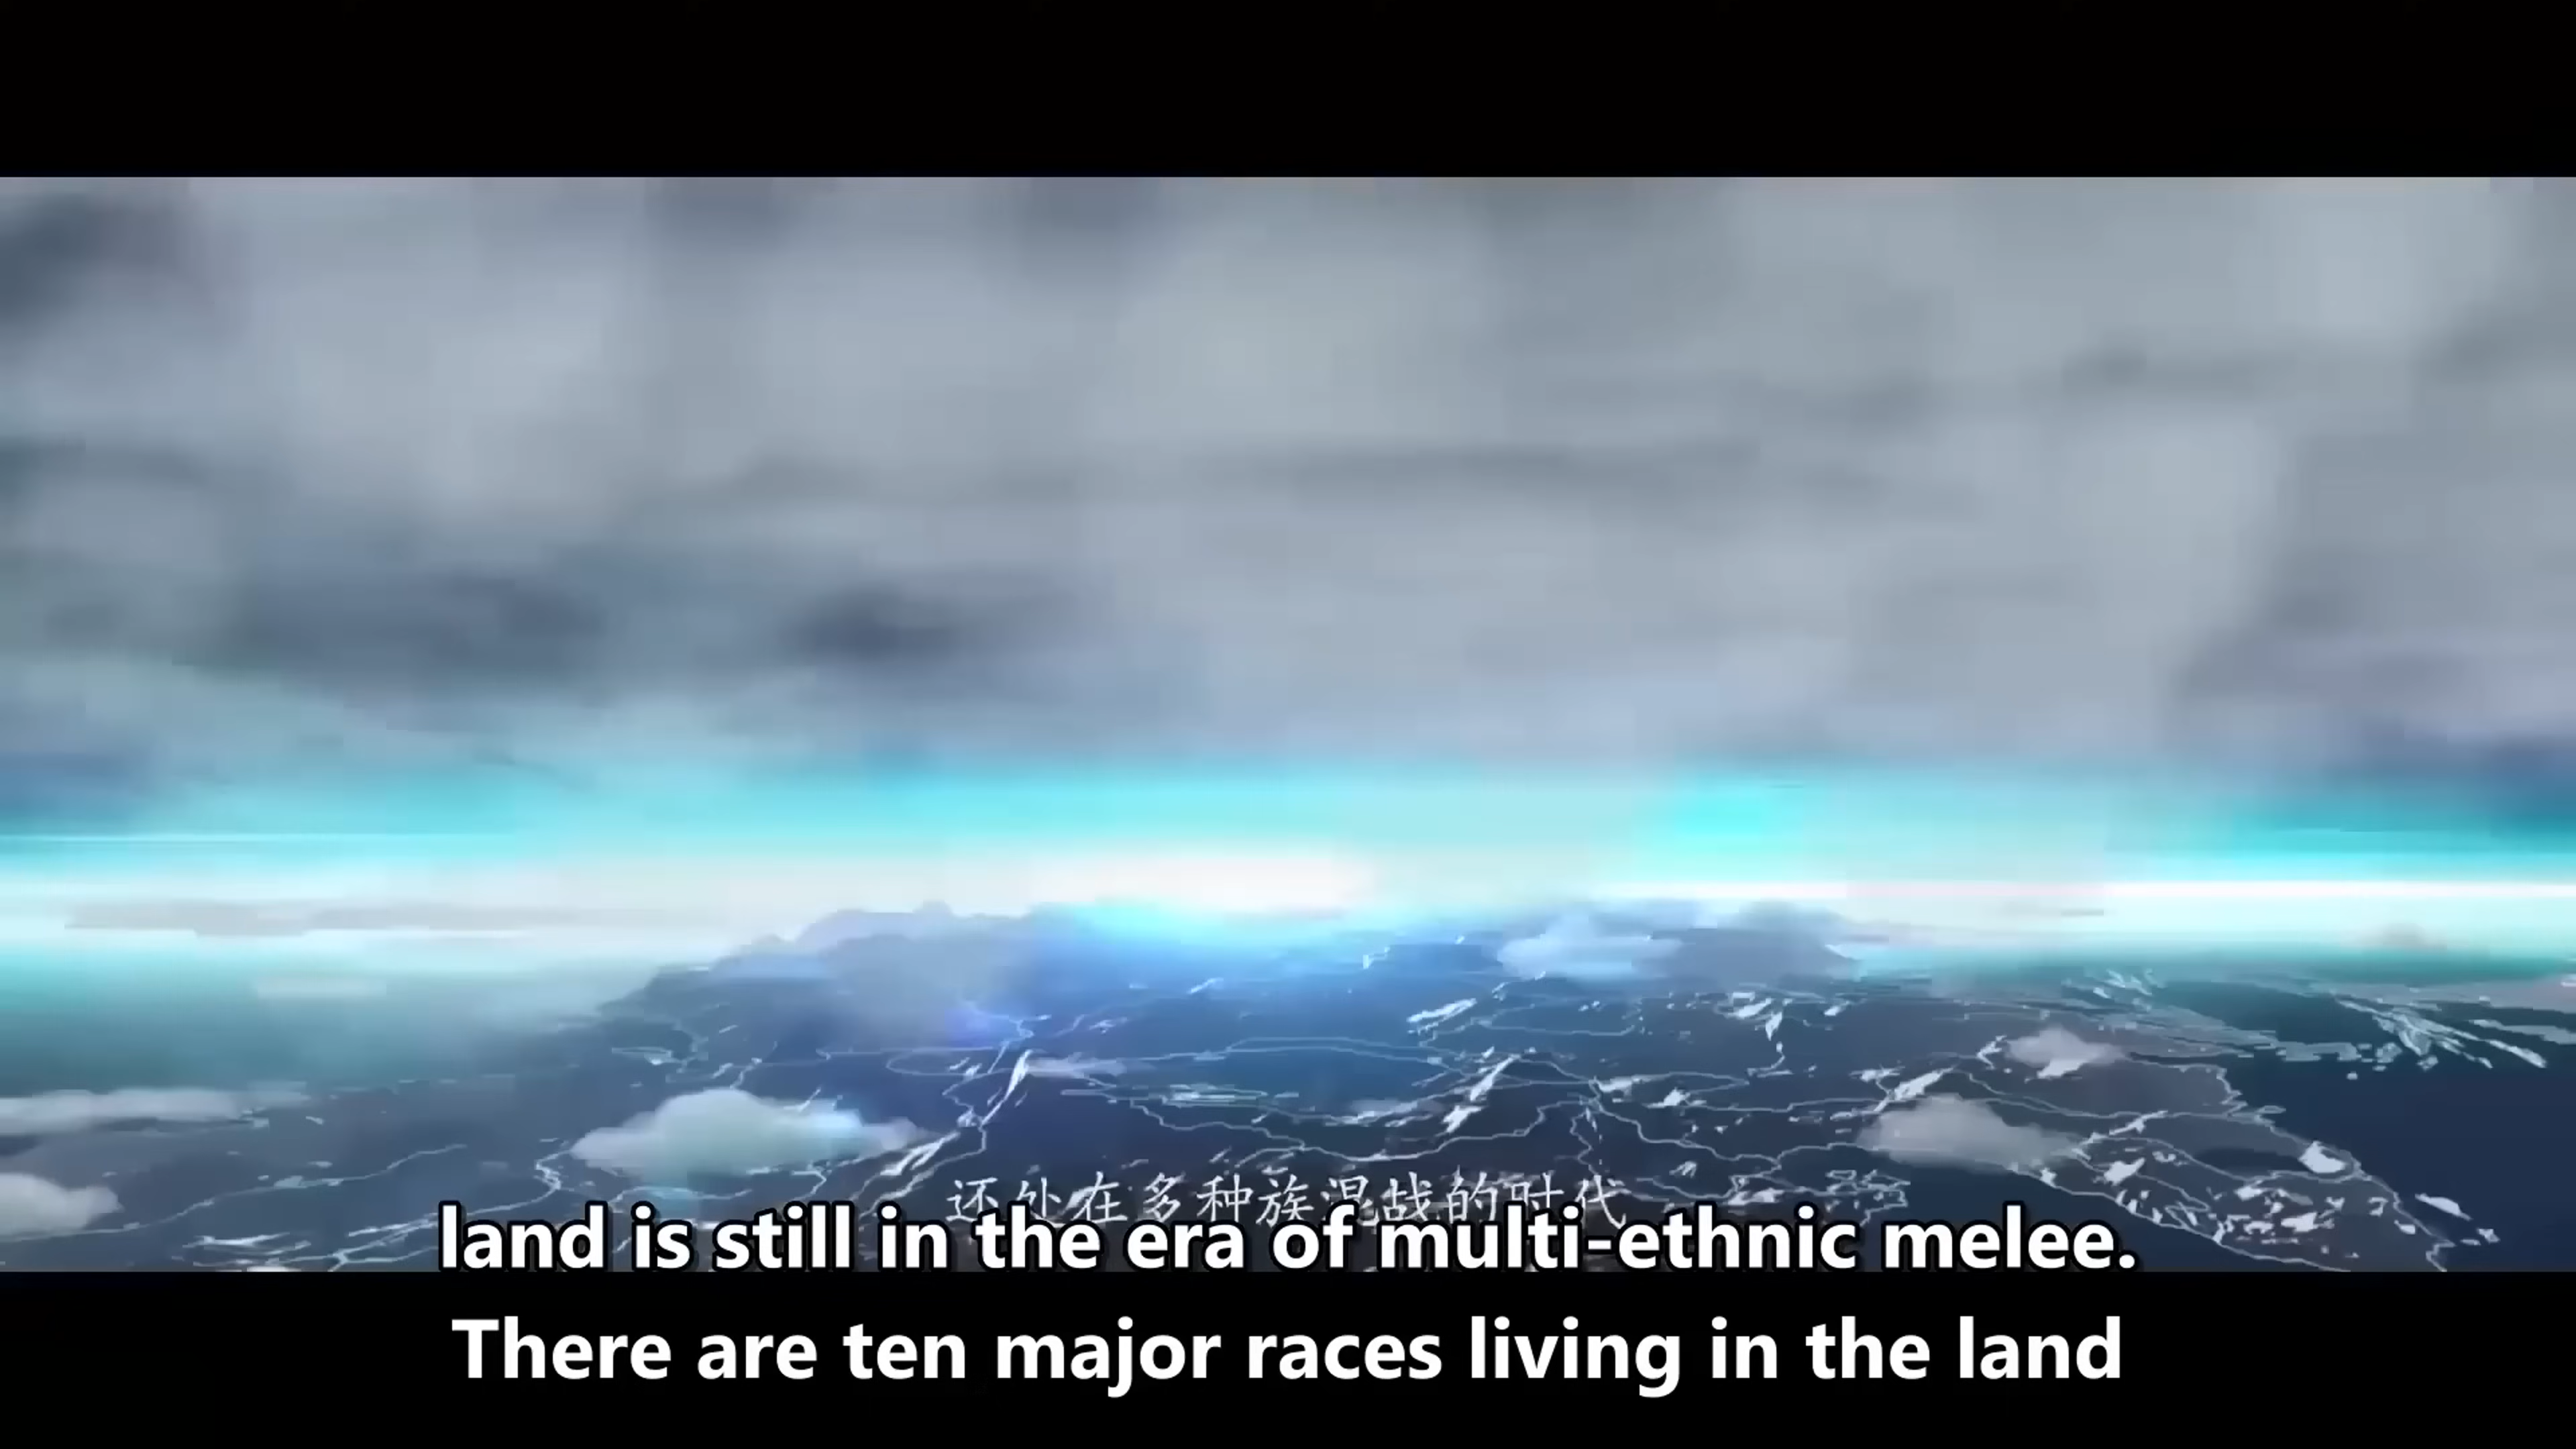 还处在多种族混战的时代
land is still in the era of multi-ethnic melee.
There are ten major races living in the land